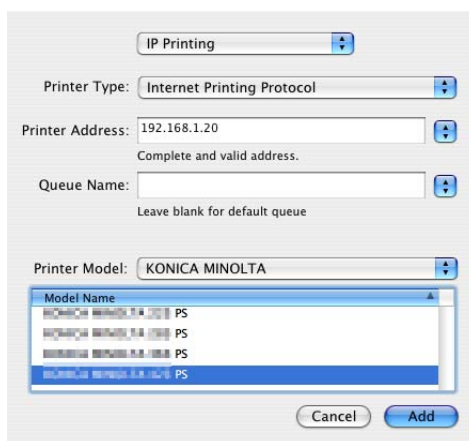 IP Printing
Printer Type: Internet Printing Protocol
Printer Address: 192.168.1.20
Complete and valid address.
Queue Name:
Leave blank for default queue
Printer Model: KONICA MINOLTA
Model Name
PS
PS
PS
PS
Cancel Add